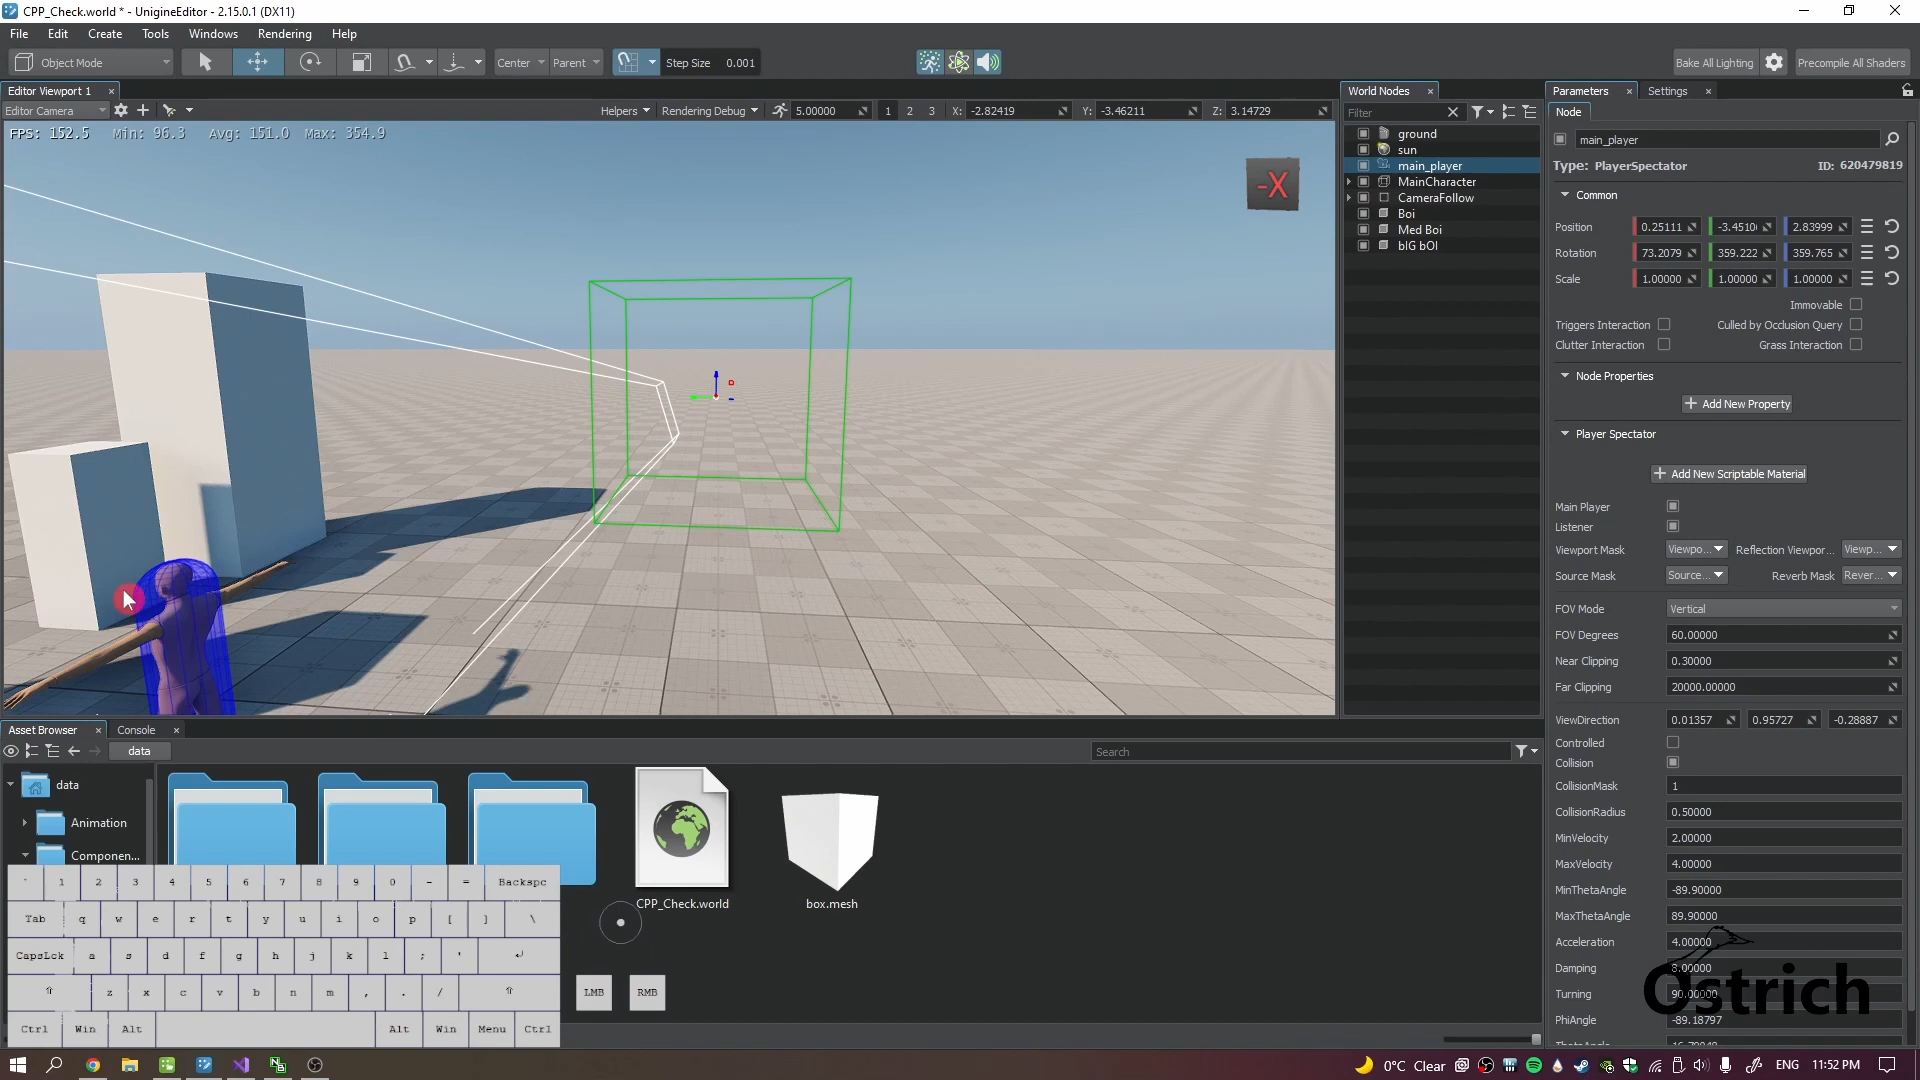 CPP_Check.world * - UnigineEditor - 2.15.0.1 (DX11)
File Edit Create Tools Windows Rendering Help
Object Mode Center Parent Step Size 0.001 Bake All Lighting Precompile All Shaders
Editor Viewport 1
Editor Camera Helpers Rendering Debug 5.00000 1 2 3 X: -2.82419 Y: -3.46211 Z: 3.14729
FPS: 152.5 Min: 96.3 Avg: 151.0 Max: 354.9
-X
World Nodes
Filter
ground
sun
main_player
MainCharacter
CameraFollow
Boi
Med Boi
bIG bOI
Parameters Settings
Node
main_player
Type: PlayerSpectator ID: 620479819
Common
Position 0.25111 -3.4510 2.83999
Rotation 73.2079 359.222 359.765
Scale 1.00000 1.00000 1.00000
Immovable
Triggers Interaction Culled by Occlusion Query
Clutter Interaction Grass Interaction
Node Properties
Add New Property
Player Spectator
Add New Scriptable Material
Main Player
Listener
Viewport Mask Viewpo... Reflection Viewpor... Viewp...
Source Mask Source... Reverb Mask Rever...
FOV Mode Vertical
FOV Degrees 60.00000
Near Clipping 0.30000
Far Clipping 20000.00000
ViewDirection 0.01357 0.95727 -0.28887
Controlled
Collision
CollisionMask 1
CollisionRadius 0.50000
MinVelocity 2.00000
MaxVelocity 4.00000
MinThetaAngle -89.90000
MaxThetaAngle 89.90000
Acceleration 4.00000
Damping 8.00000
Turning 90.00000
PhiAngle -89.18797
Ostrich
Asset Browser Console
data
Search
data
Animation
Componen...
CPP_Check.world
box.mesh
` 1 2 3 4 5 6 7 8 9 0 - = Backspc
Tab q w e r t y u i o p [ ] \
CapsLck a s d f g h j k l ; '
z x c v b n m , . /
Ctrl Win Alt Alt Win Menu Ctrl
LMB RMB
0°C Clear ENG 11:52 PM